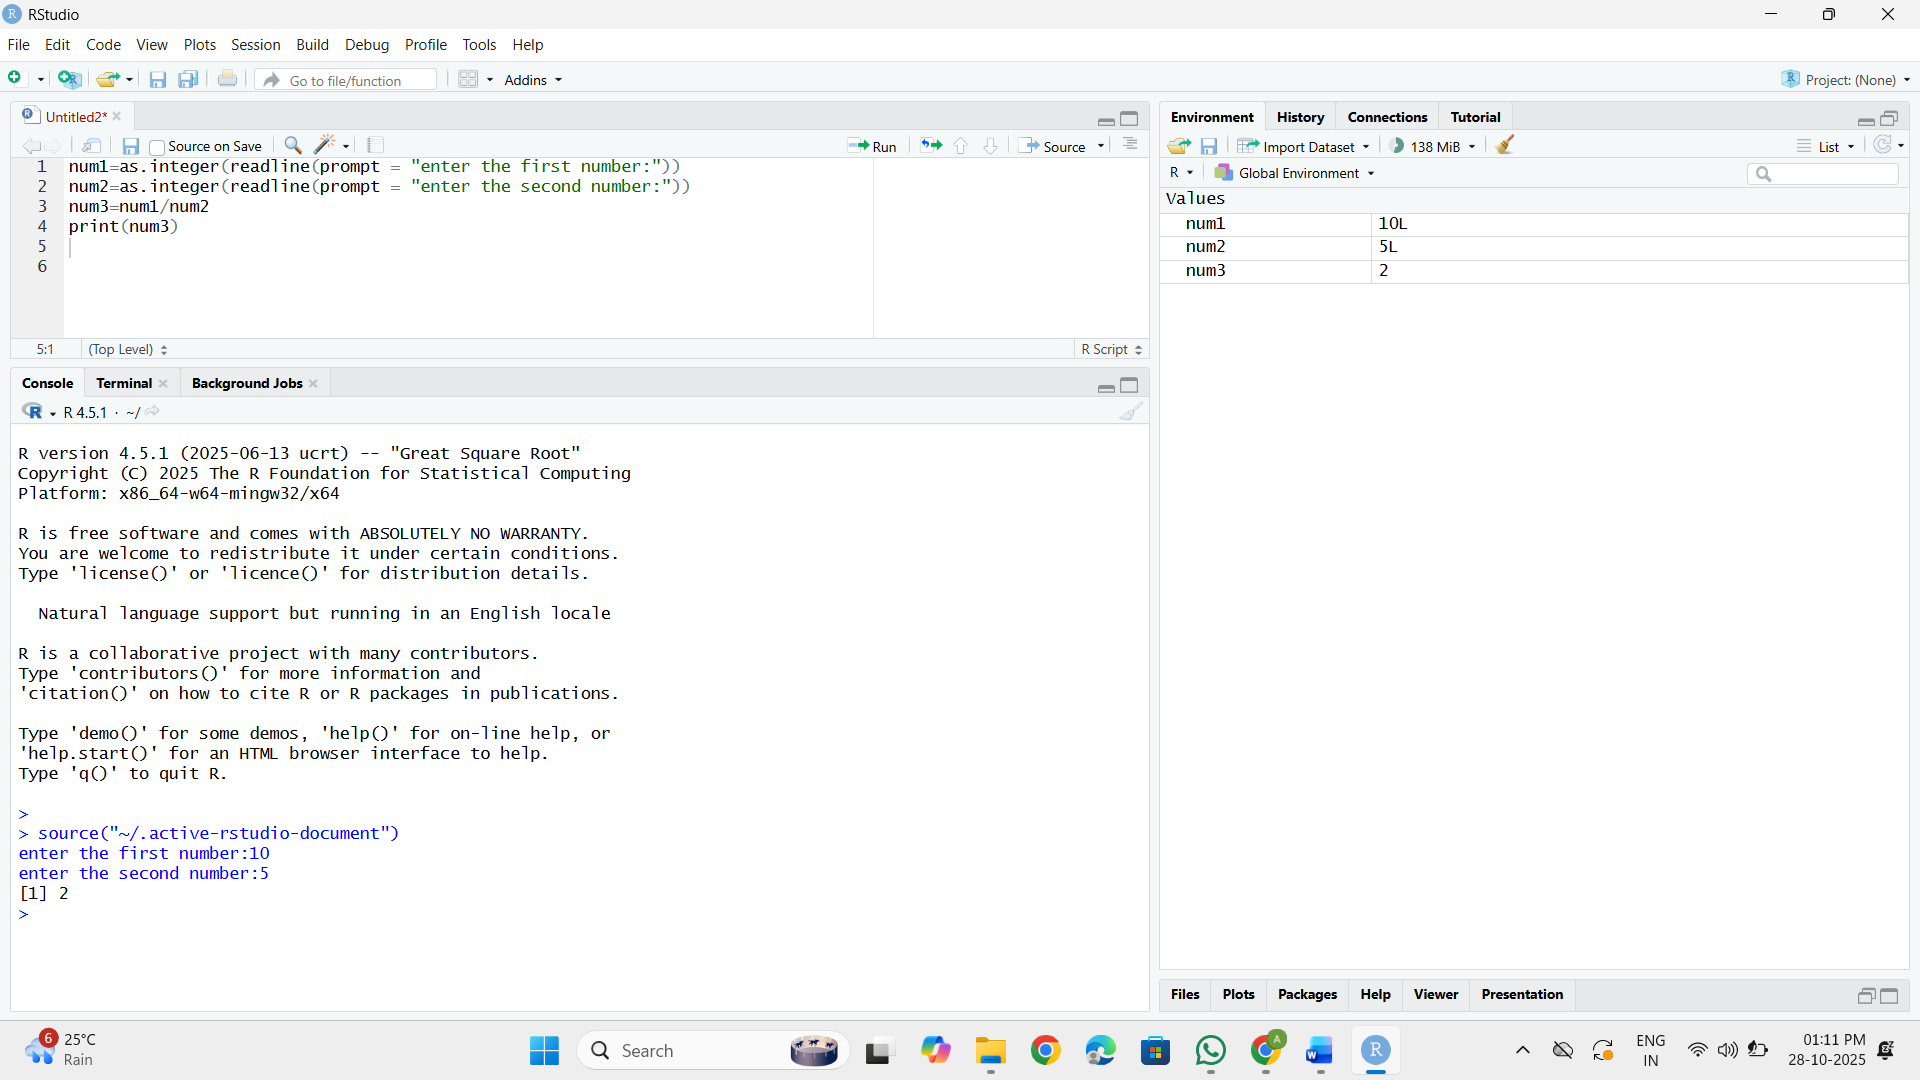 RStudio
File Edit Code View Plots Session Build Debug Profile Tools Help
Go to file/function Addins Project: (None)
Untitled2*
Source on Save Run Source
1 num1=as.integer(readline(prompt = "enter the first number:"))
2 num2=as.integer(readline(prompt = "enter the second number:"))
3 num3=num1/num2
4 print(num3)
5
6
5:1 (Top Level) R Script
Console Terminal Background Jobs
R 4.5.1 · ~/
R version 4.5.1 (2025-06-13 ucrt) -- "Great Square Root"
Copyright (C) 2025 The R Foundation for Statistical Computing
Platform: x86_64-w64-mingw32/x64
R is free software and comes with ABSOLUTELY NO WARRANTY.
You are welcome to redistribute it under certain conditions.
Type 'license()' or 'licence()' for distribution details.
Natural language support but running in an English locale
R is a collaborative project with many contributors.
Type 'contributors()' for more information and
'citation()' on how to cite R or R packages in publications.
Type 'demo()' for some demos, 'help()' for on-line help, or
'help.start()' for an HTML browser interface to help.
Type 'q()' to quit R.
>
> source("~/.active-rstudio-document")
enter the first number:10
enter the second number:5
[1] 2
>
Environment History Connections Tutorial
Import Dataset 138 MiB List
R Global Environment
Values
num1 10L
num2 5L
num3 2
Files Plots Packages Help Viewer Presentation
6 25°C
Rain
Search
A
ENG
IN
01:11 PM
28-10-2025